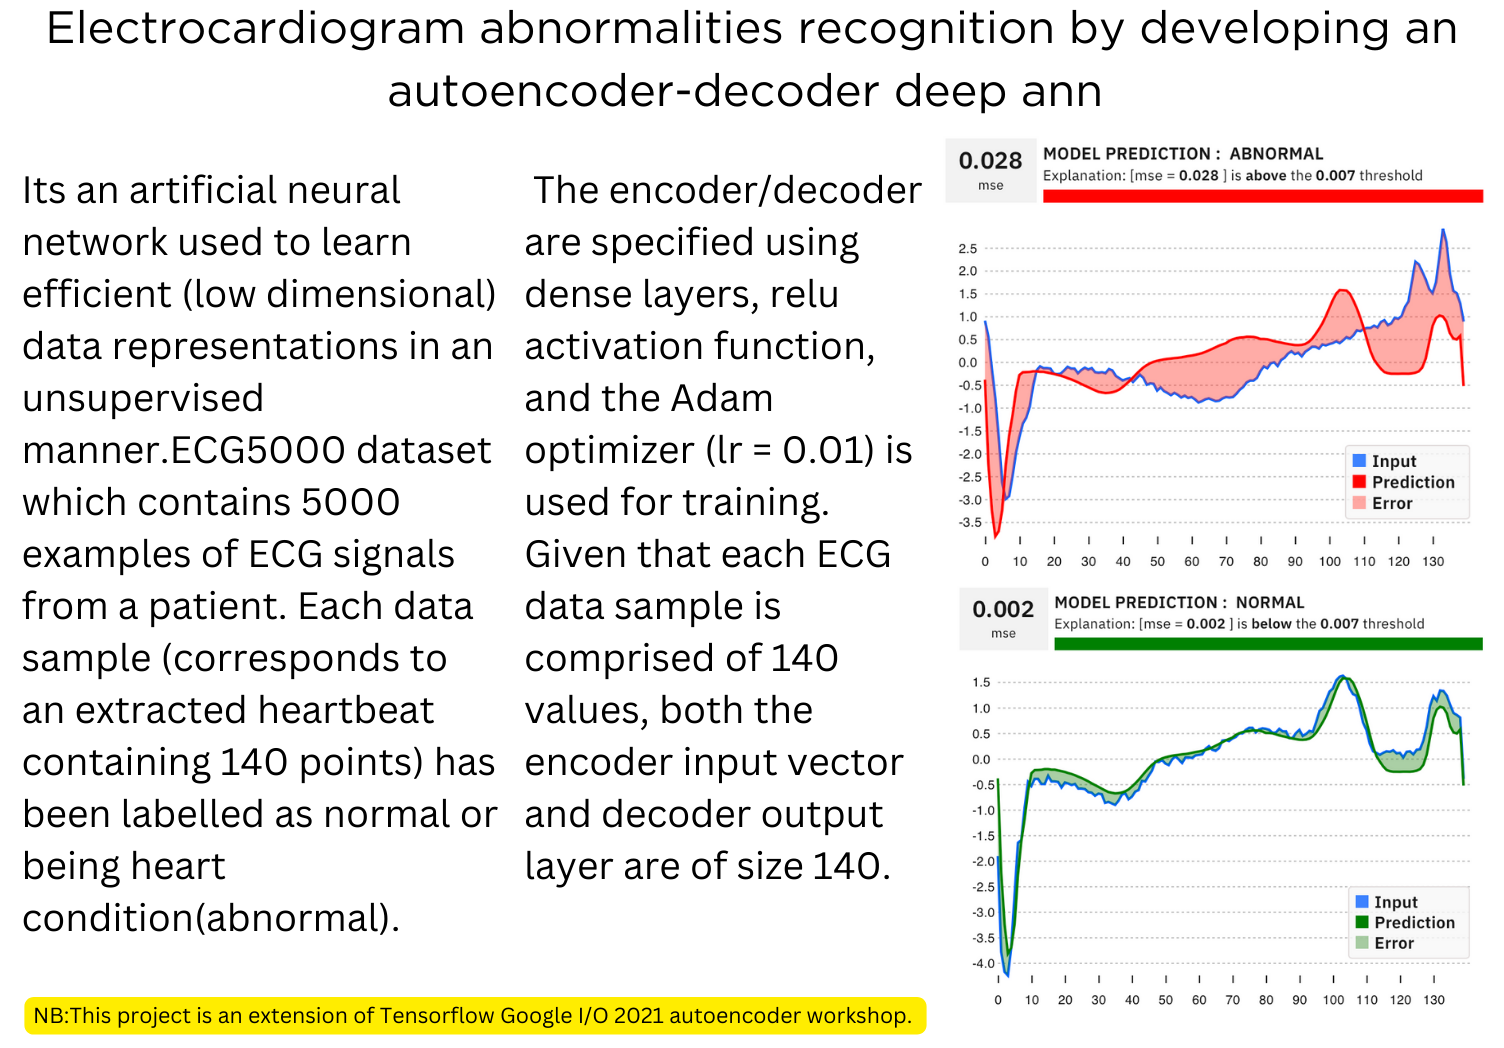 Electrocardiogram abnormalities recognition by developing an
autoencoder-decoder deep ann
Its an artificial neural
network used to learn
efficient (low dimensional)
data representations in an
unsupervised
manner.ECG5000 dataset
which contains 5000
examples of ECG signals
from a patient. Each data
sample (corresponds to
an extracted heartbeat
containing 140 points) has
been labelled as normal or
being heart
condition(abnormal).
The encoder/decoder
are specified using
dense layers, relu
activation function,
and the Adam
optimizer (lr = 0.01) is
used for training.
Given that each ECG
data sample is
comprised of 140
values, both the
encoder input vector
and decoder output
layer are of size 140.
NB:This project is an extension of Tensorflow Google I/O 2021 autoencoder workshop.
0.028
mse
MODEL PREDICTION : ABNORMAL
Explanation: [mse = 0.028 ] is above the 0.007 threshold
2.5
2.0
1.5
1.0
0.5
0.0
-0.5
-1.0
-1.5
-2.0
-2.5
-3.0
-3.5
Input
Prediction
Error
0 10 20 30 40 50 60 70 80 90 100 110 120 130
0.002
mse
MODEL PREDICTION : NORMAL
Explanation: [mse = 0.002 ] is below the 0.007 threshold
1.5
1.0
0.5
0.0
-0.5
-1.0
-1.5
-2.0
-2.5
-3.0
-3.5
-4.0
Input
Prediction
Error
0 10 20 30 40 50 60 70 80 90 100 110 120 130